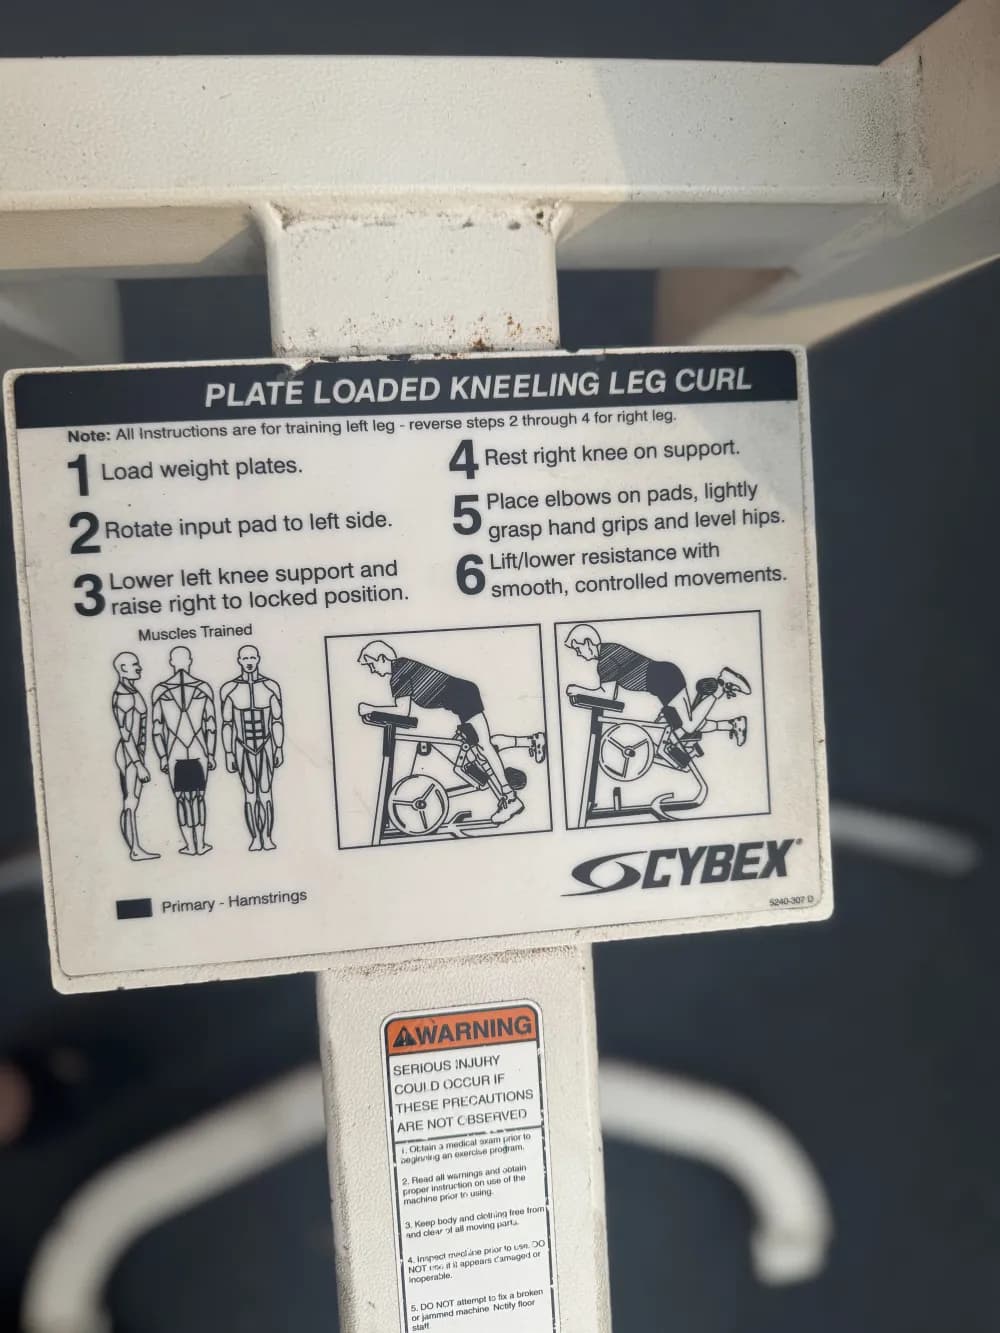 PLATE LOADED KNEELING LEG CURL
Note: All Instructions are for training left leg - reverse steps 2 through 4 for right leg.
1 Load weight plates.
2 Rotate input pad to left side.
3 Lower left knee support and
raise right to locked position.
4 Rest right knee on support.
5 Place elbows on pads, lightly
grasp hand grips and level hips.
6 Lift/lower resistance with
smooth, controlled movements.
Muscles Trained
Primary - Hamstrings
CYBEX
5240-307 D
WARNING
SERIOUS INJURY
COULD OCCUR IF
THESE PRECAUTIONS
ARE NOT OBSERVED
1. Obtain a medical exam prior to
beginning an exercise program.
2. Read all warnings and obtain
proper instruction on use of the
machine prior to using.
3. Keep body and clothing free from
and clear of all moving parts.
4. Inspect machine prior to use. DO
NOT use if it appears damaged or
inoperable.
5. DO NOT attempt to fix a broken
or jammed machine. Notify floor
staff.